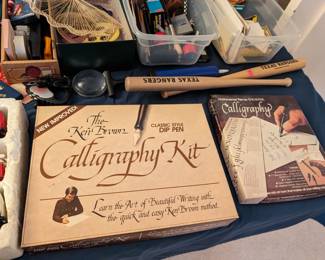 TEXAS RANGERS
NEW IMPROVED!
The
Ken Brown
CLASSIC STYLE
DIP PEN
Calligraphy Kit
Learn the Art of Beautiful Writing with
the quick and easy Ken Brown method.
Calligraphy